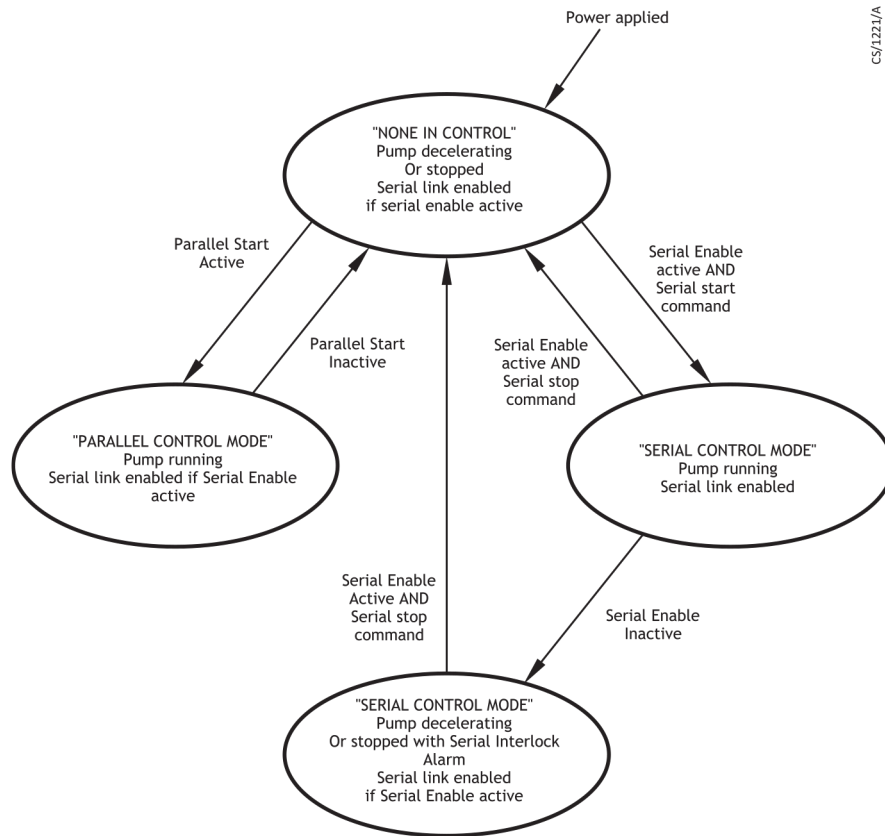 Power applied
CS/1221/A
"NONE IN CONTROL"
Pump decelerating
Or stopped
Serial link enabled
if serial enable active
Parallel Start
Active
Serial Enable
active AND
Serial start
command
Parallel Start
Inactive
Serial Enable
active AND
Serial stop
command
"PARALLEL CONTROL MODE"
Pump running
Serial link enabled if Serial Enable
active
"SERIAL CONTROL MODE"
Pump running
Serial link enabled
Serial Enable
Active AND
Serial stop
command
Serial Enable
Inactive
"SERIAL CONTROL MODE"
Pump decelerating
Or stopped with Serial Interlock
Alarm
Serial link enabled
if Serial Enable active